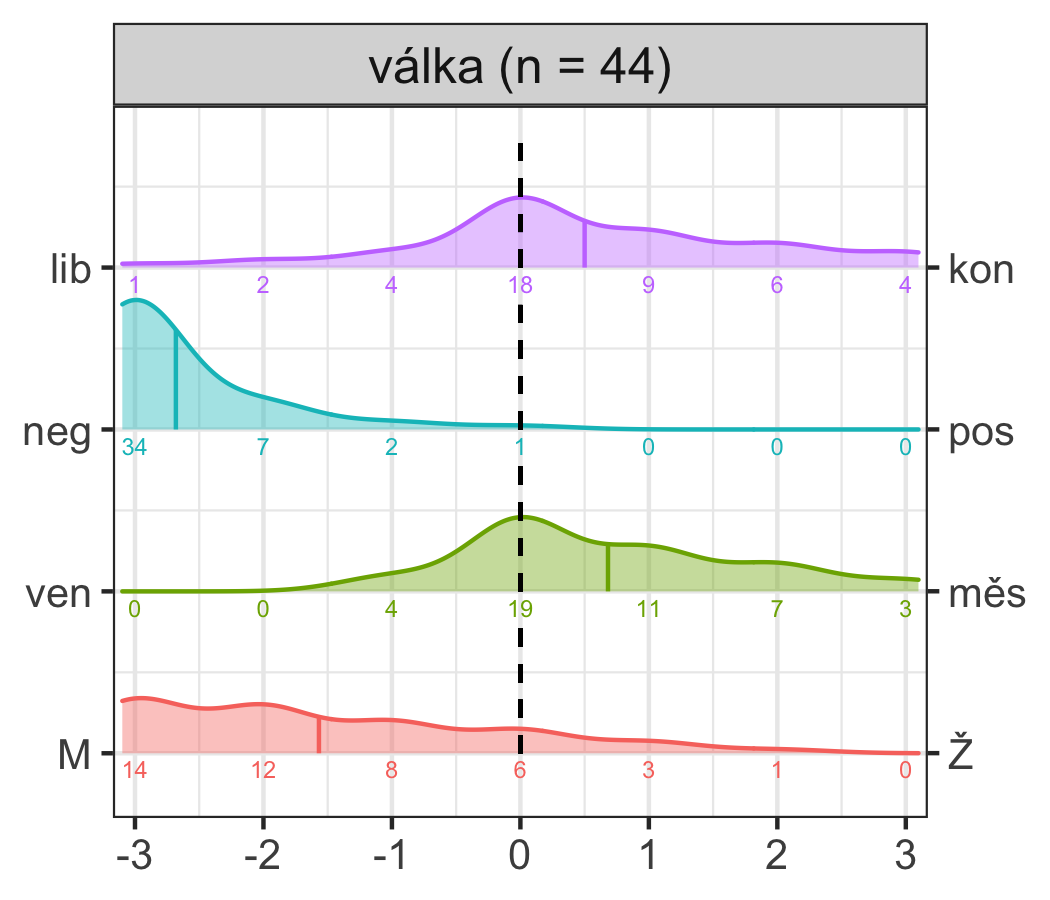 válka (n = 44)
lib kon
1 2 4 18 9 6 4
neg pos
34 7 2 1 0 0 0
ven měs
0 0 4 19 11 7 3
M Ž
14 12 8 6 3 1 0
-3 -2 -1 0 1 2 3